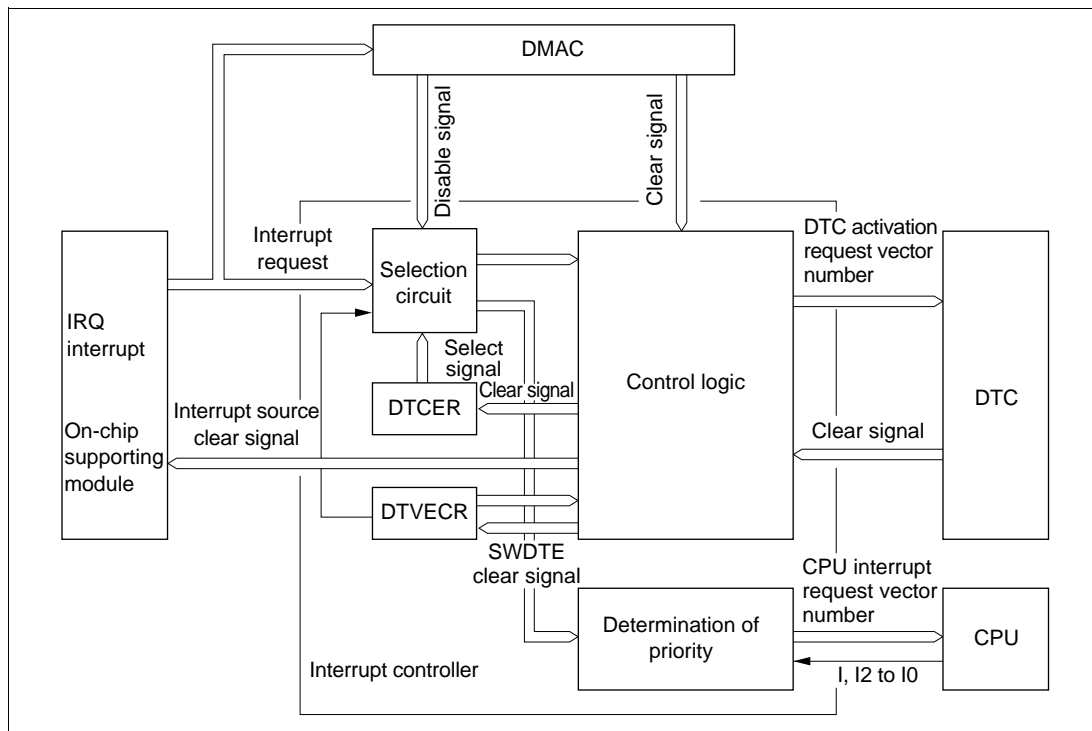 DMAC
Disable signal
Clear signal
Interrupt
request
Selection
circuit
DTC activation
request vector
number
IRQ
interrupt
On-chip
supporting
module
Select
signal
DTCER
Clear signal
Control logic
DTC
Interrupt source
clear signal
Clear signal
DTVECR
SWDTE
clear signal
CPU interrupt
request vector
number
Determination of
priority
CPU
I, I2 to I0
Interrupt controller